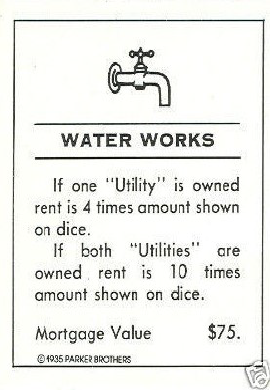 WATER WORKS
If one "Utility" is owned
rent is 4 times amount shown
on dice.
If both "Utilities" are
owned rent is 10 times
amount shown on dice.
Mortgage Value $75.
©1935 PARKER BROTHERS